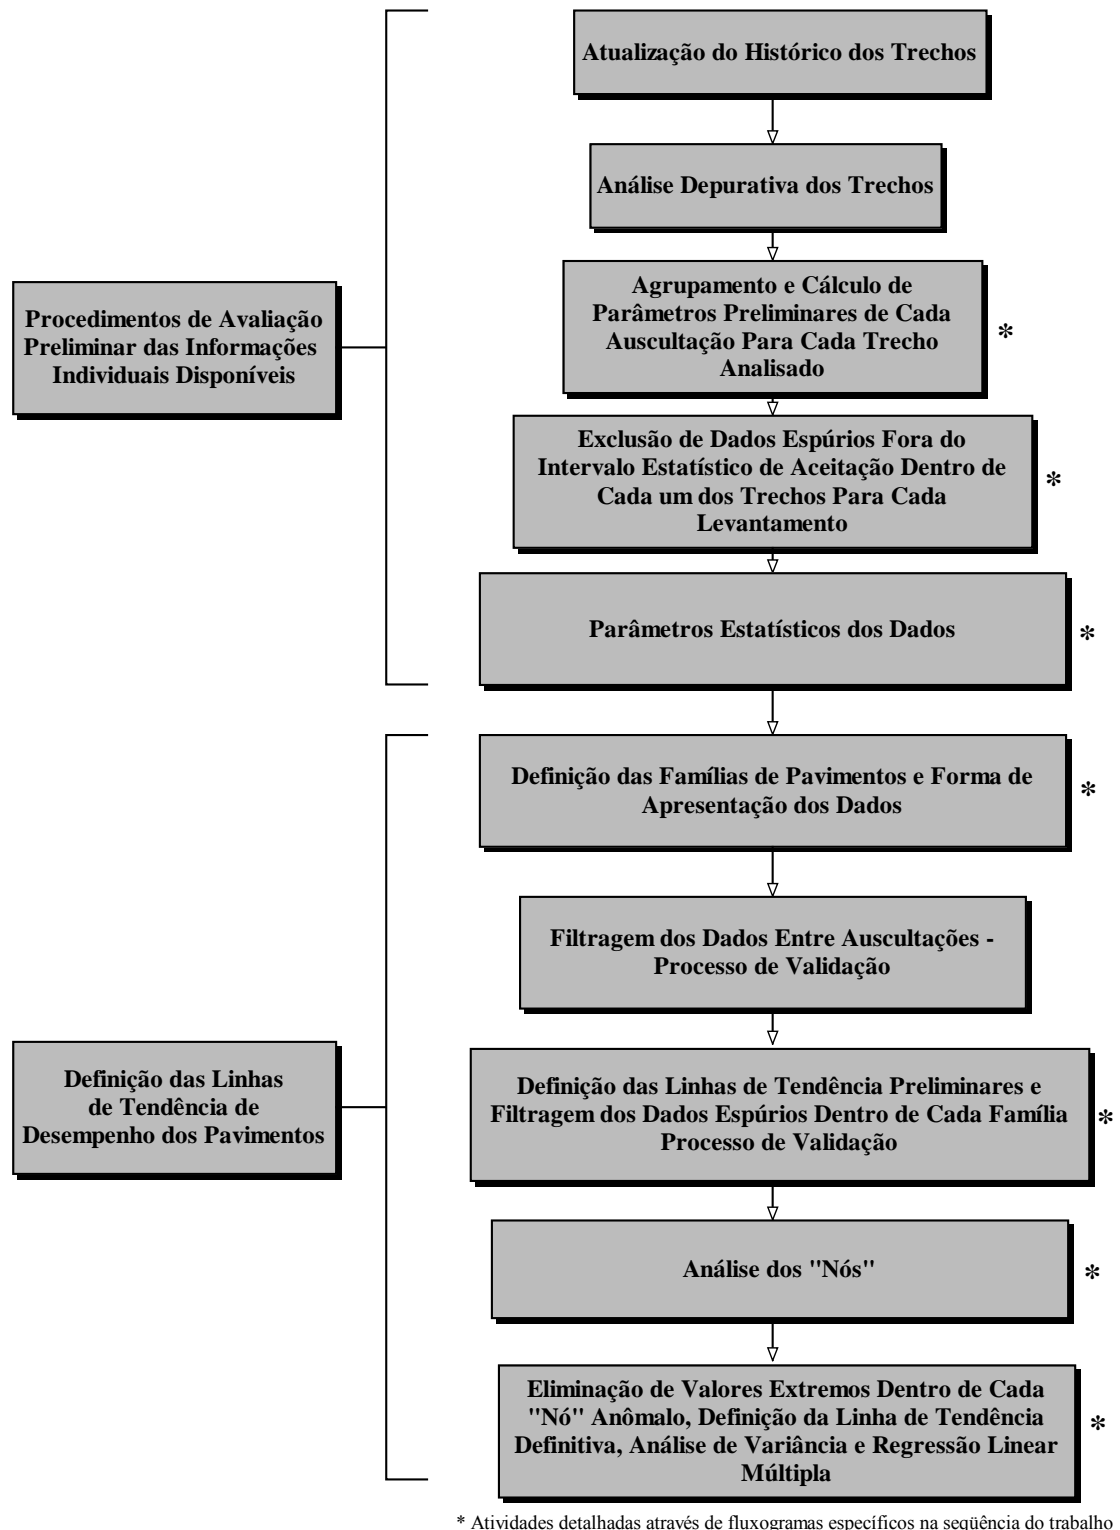 Atualização do Histórico dos Trechos
Análise Depurativa dos Trechos
Procedimentos de Avaliação
Preliminar das Informações
Individuais Disponíveis
Agrupamento e Cálculo de
Parâmetros Preliminares de Cada
Auscultação Para Cada Trecho
Analisado
*
Exclusão de Dados Espúrios Fora do
Intervalo Estatístico de Aceitação Dentro de
Cada um dos Trechos Para Cada
Levantamento
*
Parâmetros Estatísticos dos Dados
*
Definição das Famílias de Pavimentos e Forma de
Apresentação dos Dados
*
Filtragem dos Dados Entre Auscultações -
Processo de Validação
Definição das Linhas
de Tendência de
Desempenho dos Pavimentos
Definição das Linhas de Tendência Preliminares e
Filtragem dos Dados Espúrios Dentro de Cada Família
Processo de Validação
*
Análise dos "Nós"
*
Eliminação de Valores Extremos Dentro de Cada
"Nó" Anômalo, Definição da Linha de Tendência
Definitiva, Análise de Variância e Regressão Linear
Múltipla
*
* Atividades detalhadas através de fluxogramas específicos na seqüência do trabalho